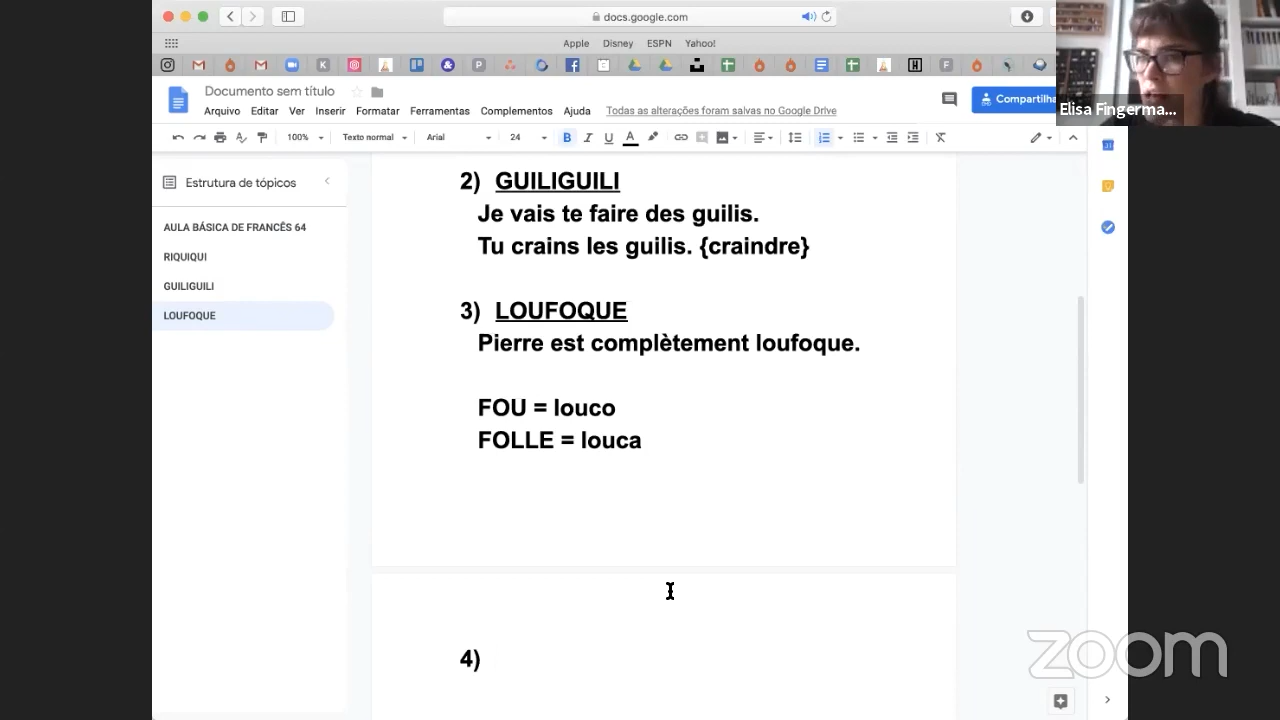 docs.google.com
Apple Disney ESPN Yahoo!
Documento sem título
Arquivo Editar Ver Inserir Formata Ferramentas Complementos Ajuda Todas as alterações foram salvas no Google Drive
Compartilha
Elisa Fingerma...
100% Texto normal Arial 24 B I U A
Estrutura de tópicos
AULA BÁSICA DE FRANCÊS 64
RIQUIQUI
GUILIGUILI
LOUFOQUE
2) GUILIGUILI
Je vais te faire des guilis.
Tu crains les guilis. {craindre}
3) LOUFOQUE
Pierre est complètement loufoque.
FOU = louco
FOLLE = louca
4)
zoom